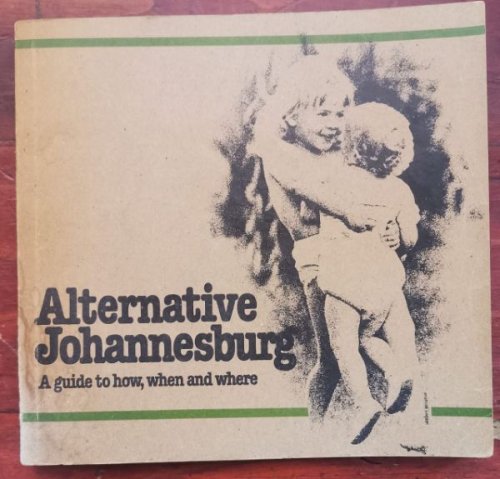 Alternative
Johannesburg
A guide to how, when and where